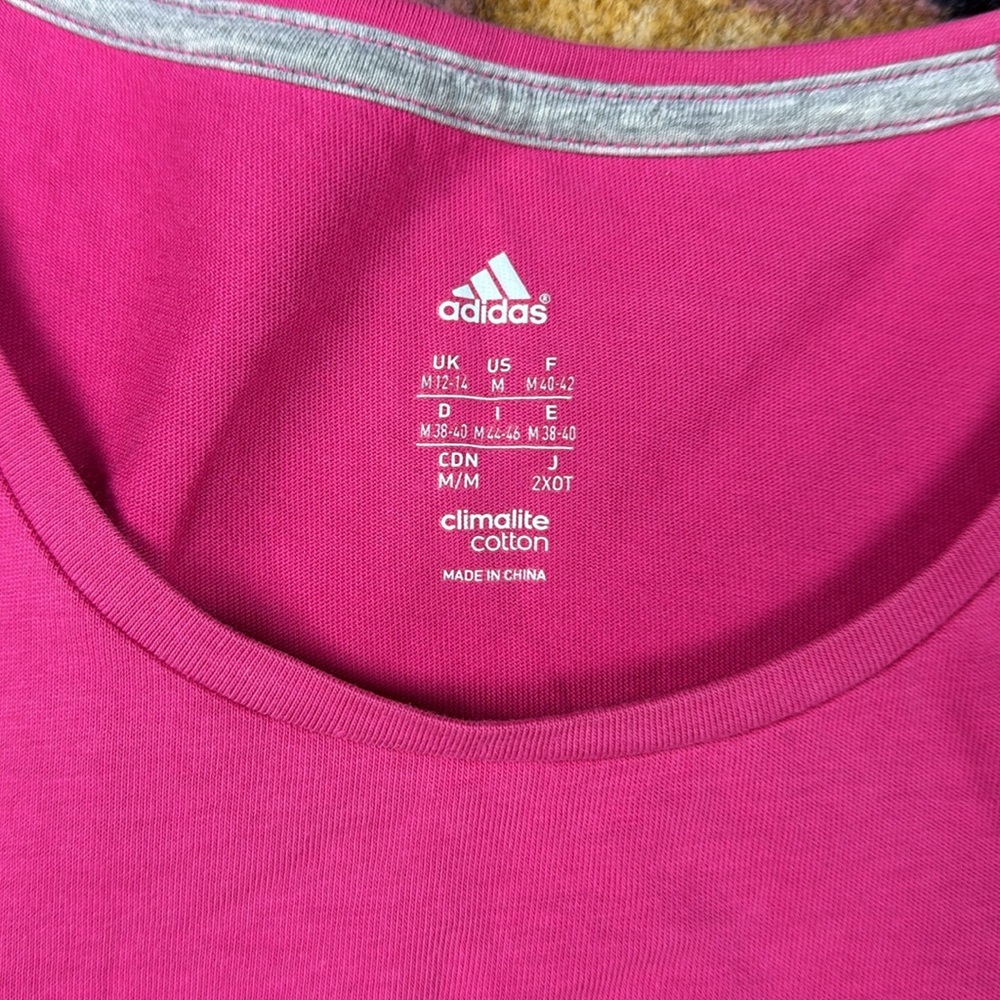 adidas®
UK US F
M 12-14 M M 40-42
D I E
M 38-40 M 44-46 M 38-40
CDN J
M/M 2XOT
climalite
cotton
MADE IN CHINA